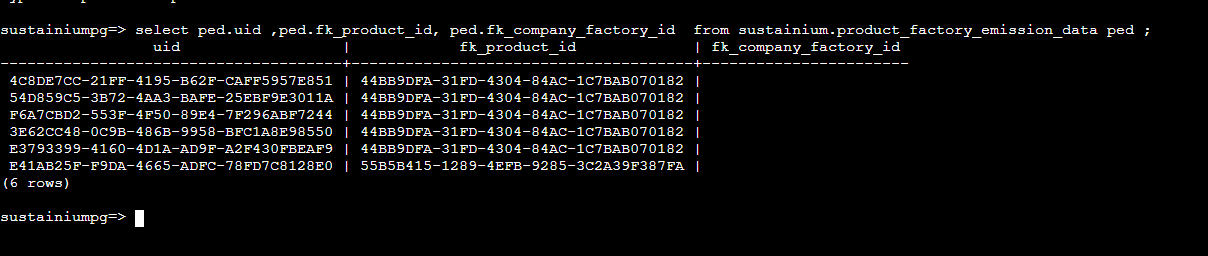 sustainiumpg=> select ped.uid ,ped.fk_product_id, ped.fk_company_factory_id  from sustainium.product_factory_emission_data ped ;
                 uid                  |            fk_product_id             | fk_company_factory_id
--------------------------------------+--------------------------------------+-----------------------
 4C8DE7CC-21FF-4195-B62F-CAFF5957E851 | 44BB9DFA-31FD-4304-84AC-1C7BAB070182 |
 54D859C5-3B72-4AA3-BAFE-25EBF9E3011A | 44BB9DFA-31FD-4304-84AC-1C7BAB070182 |
 F6A7CBD2-553F-4F50-89E4-7F296ABF7244 | 44BB9DFA-31FD-4304-84AC-1C7BAB070182 |
 3E62CC48-0C9B-486B-9958-BFC1A8E98550 | 44BB9DFA-31FD-4304-84AC-1C7BAB070182 |
 E3793399-4160-4D1A-AD9F-A2F430FBEAF9 | 44BB9DFA-31FD-4304-84AC-1C7BAB070182 |
 E41AB25F-F9DA-4665-ADFC-78FD7C8128E0 | 55B5B415-1289-4EFB-9285-3C2A39F387FA |
(6 rows)
sustainiumpg=>